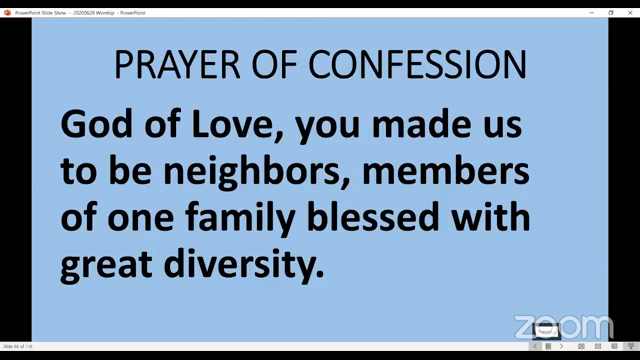 PowerPoint Slide Show - 20200628 Worship - PowerPoint
PRAYER OF CONFESSION
God of Love, you made us
to be neighbors, members
of one family blessed with
great diversity.
zoom